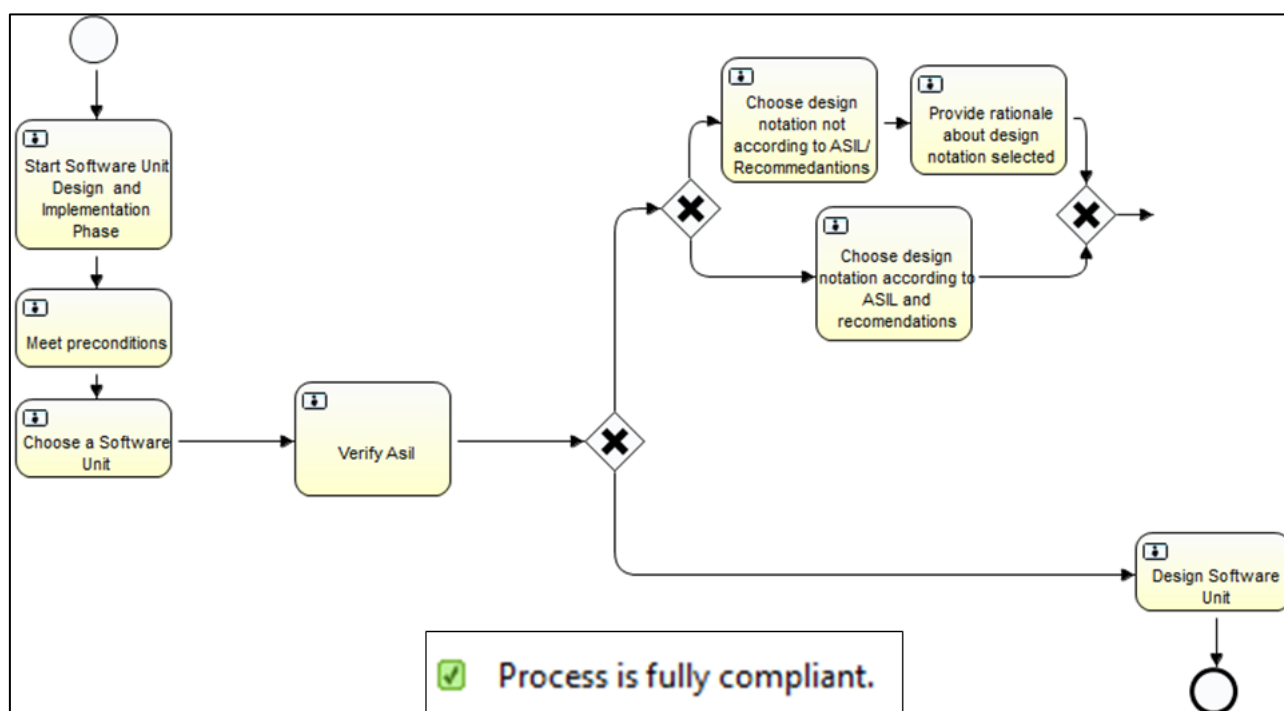 Start Software Unit
Design and
Implementation
Phase
Meet preconditions
Choose a Software
Unit
Verify Asil
Choose design
notation not
according to ASIL/
Recommedantions
Provide rationale
about design
notation selected
Choose design
notation according to
ASIL and
recomendations
Design Software
Unit
Process is fully compliant.